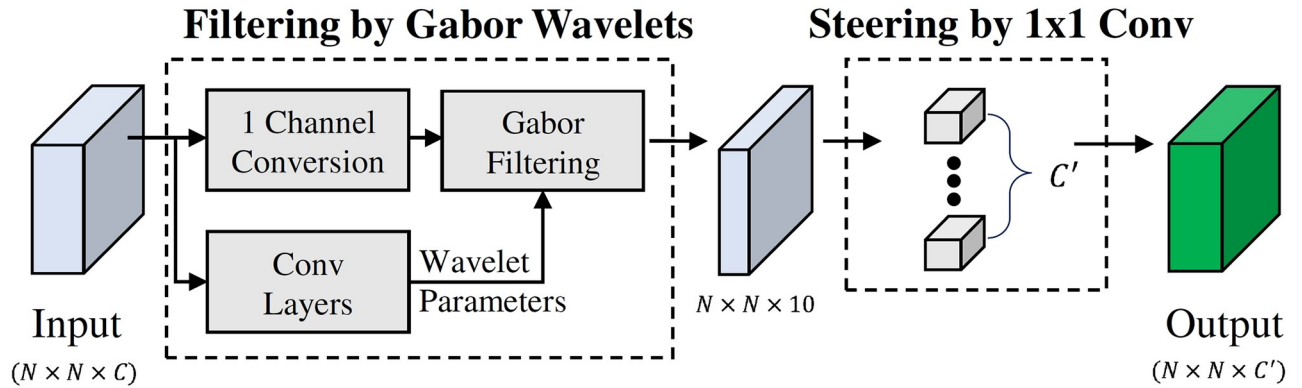 Filtering by Gabor Wavelets
Steering by 1x1 Conv
1 Channel
Conversion
Gabor
Filtering
Conv
Layers
Wavelet
Parameters
N × N × 10
C′
Input
(N × N × C)
Output
(N × N × C′)